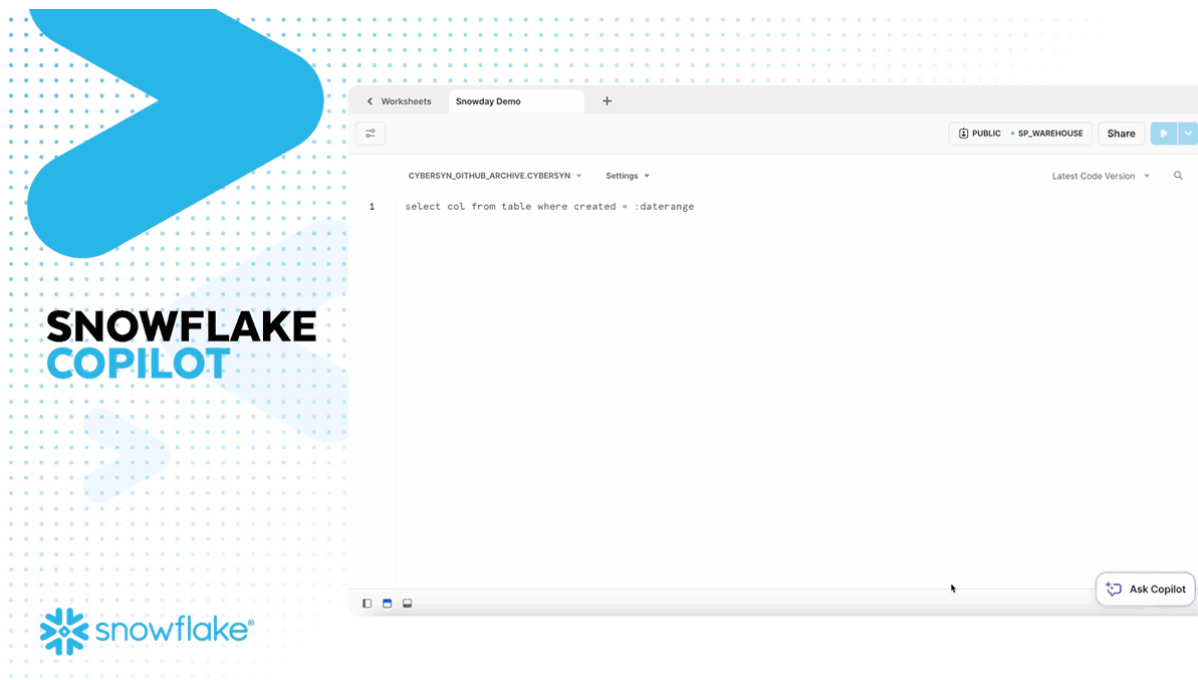 Worksheets
Snowday Demo
+
PUBLIC • SP_WAREHOUSE
Share
CYBERSYN_GITHUB_ARCHIVE.CYBERSYN
Settings
Latest Code Version
1 select col from table where created = :daterange
SNOWFLAKE
COPILOT
Ask Copilot
snowflake®